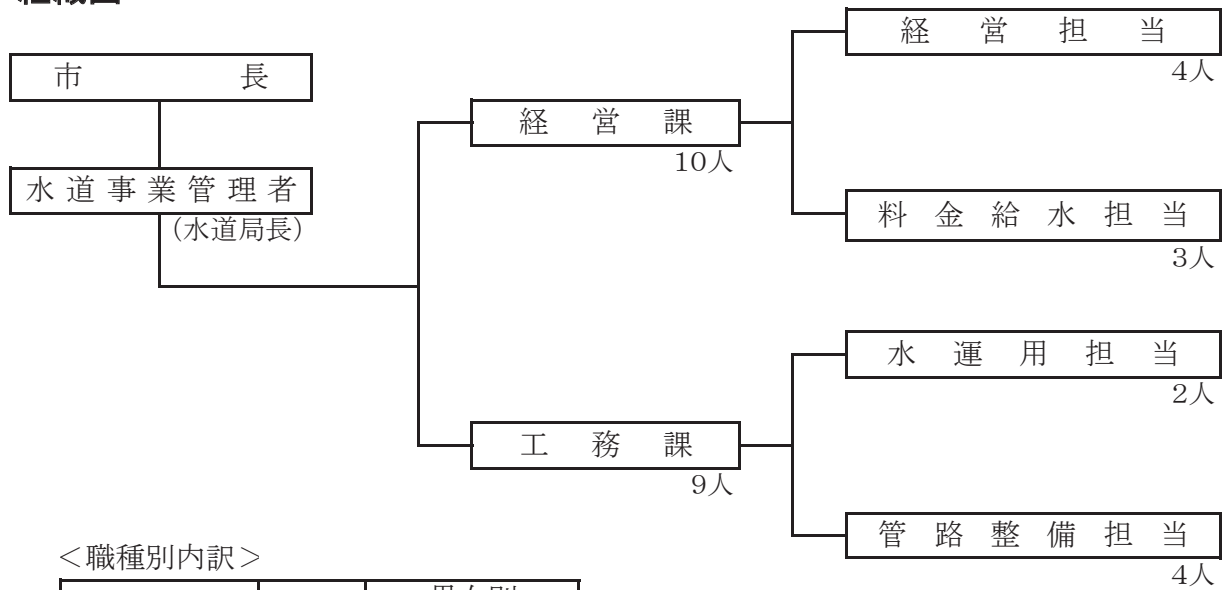 市長
水道事業管理者
(水道局長)
経営課
10人
工務課
9人
経営担当
4人
料金給水担当
3人
水運用担当
2人
管路整備担当
4人
<職種別内訳>